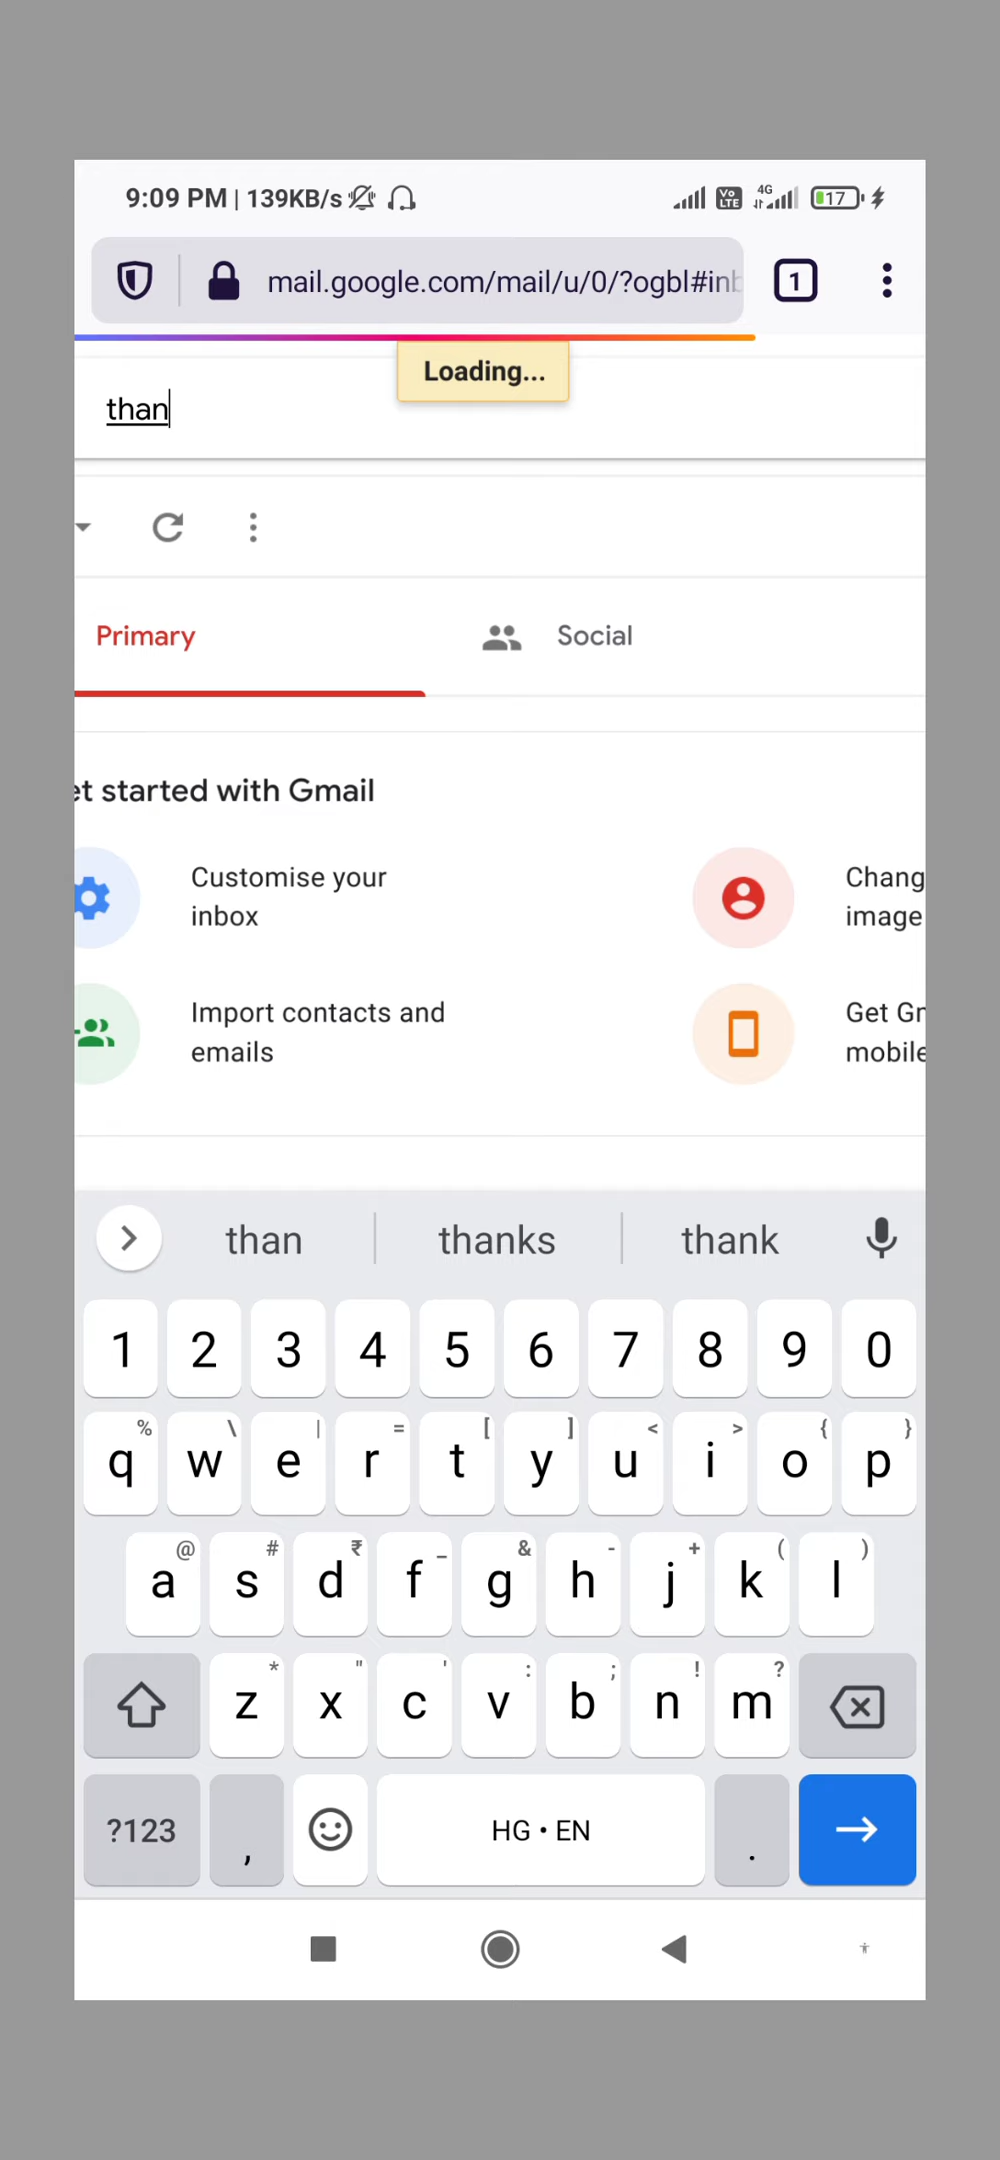 9:09 PM | 139KB/s Vo LTE 4G 17
mail.google.com/mail/u/0/?ogbl#inb 1
Loading...
than
Primary Social
et started with Gmail
Customise your
inbox
Chang
image
Import contacts and
emails
Get Gr
mobile
than thanks thank
1 2 3 4 5 6 7 8 9 0
% \ | = [ ] < > { }
q w e r t y u i o p
@ # ₹ _ & - + ( )
a s d f g h j k l
* " ' : ; ! ?
z x c v b n m
?123 , HG • EN .